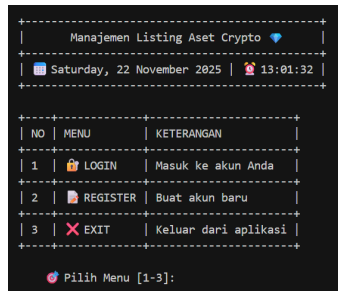 Manajemen Listing Aset Crypto 💎
📅 Saturday, 22 November 2025 | ⏰ 13:01:32
NO | MENU | KETERANGAN
1 | 🔐 LOGIN | Masuk ke akun Anda
2 | 📝 REGISTER | Buat akun baru
3 | ❌ EXIT | Keluar dari aplikasi
🎯 Pilih Menu [1-3]: